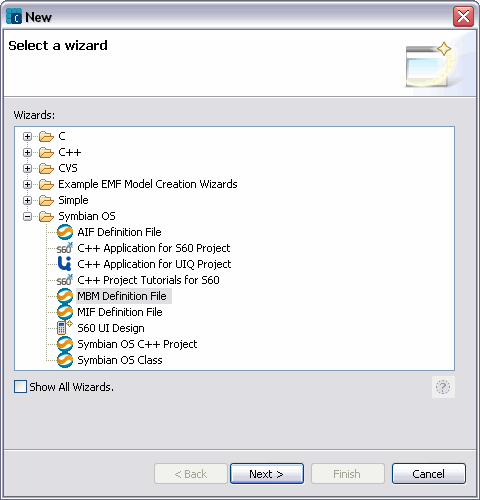 New
Select a wizard
Wizards:
C
C++
CVS
Example EMF Model Creation Wizards
Simple
Symbian OS
AIF Definition File
S60 C++ Application for S60 Project
C++ Application for UIQ Project
S60 C++ Project Tutorials for S60
MBM Definition File
MIF Definition File
S60 UI Design
Symbian OS C++ Project
Symbian OS Class
Show All Wizards.
?
< Back Next > Finish Cancel